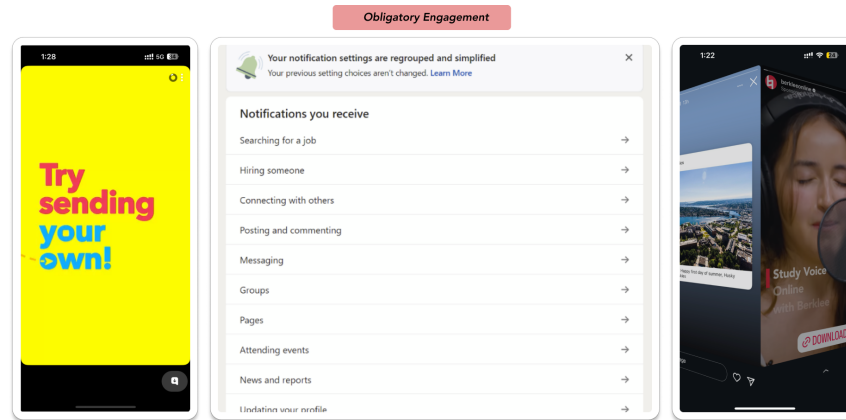 Obligatory Engagement
1:28
5G 24
Try
sending
your
own!
Your notification settings are regrouped and simplified
Your previous setting choices aren't changed. Learn More
Notifications you receive
Searching for a job
Hiring someone
Connecting with others
Posting and commenting
Messaging
Groups
Pages
Attending events
News and reports
Updating your profile
1:22
24
berkleeonline
Study Voice
Online
with Berklee
DOWNLOAD